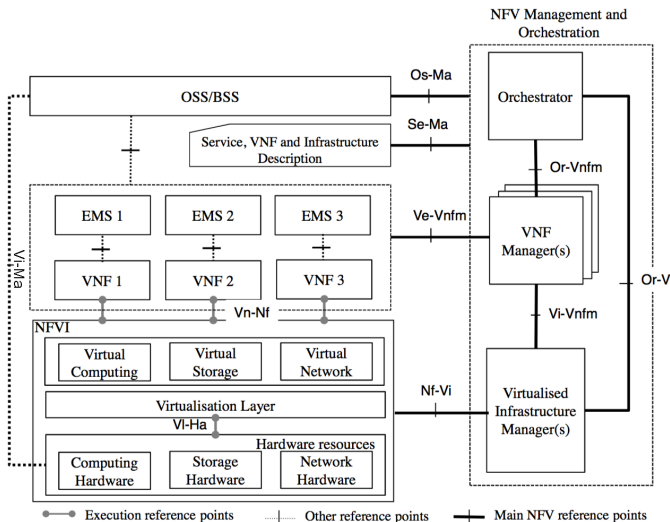 NFV Management and
Orchestration
Os-Ma
OSS/BSS
Orchestrator
Se-Ma
Service, VNF and Infrastructure
Description
Or-Vnfm
EMS 1
EMS 2
EMS 3
Ve-Vnfm
VNF
Manager(s)
Vi-Ma
VNF 1
VNF 2
VNF 3
Or-V
Vn-Nf
Vi-Vnfm
NFVI
Virtual
Computing
Virtual
Storage
Virtual
Network
Nf-Vi
Virtualised
Infrastructure
Manager(s)
Virtualisation Layer
Vl-Ha
Hardware resources
Computing
Hardware
Storage
Hardware
Network
Hardware
Execution reference points
Other reference points
Main NFV reference points